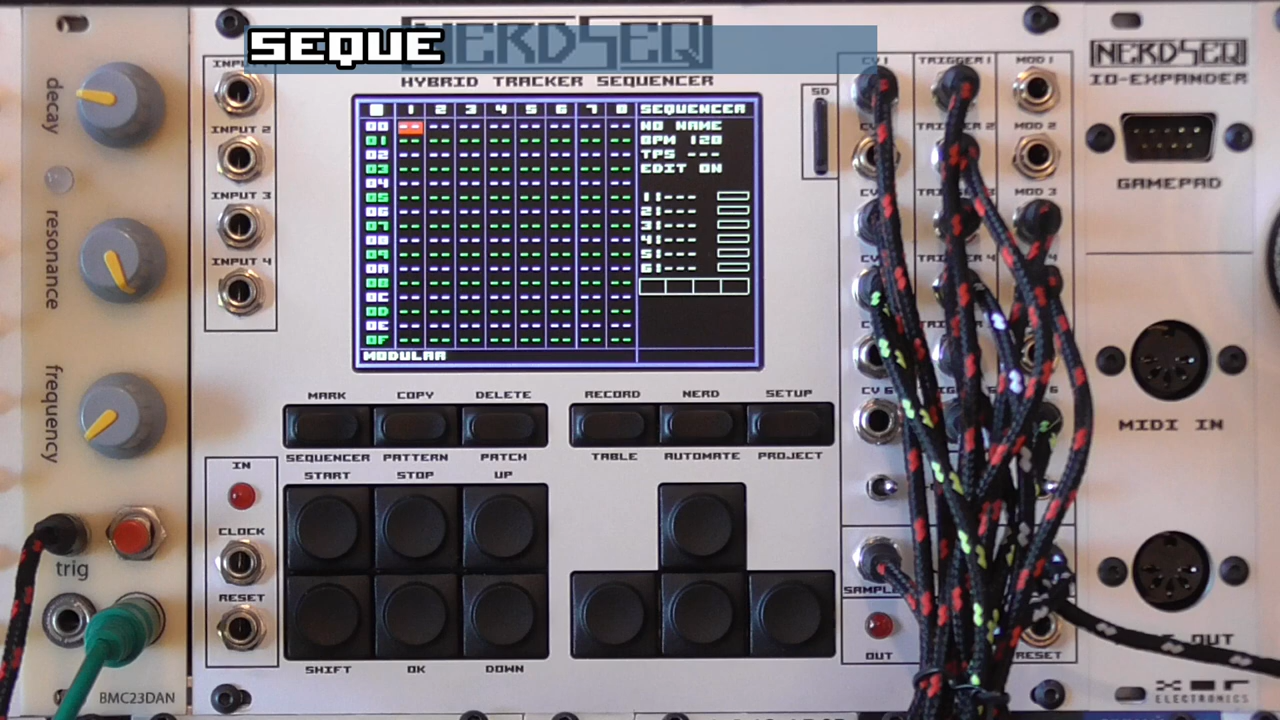 SEQUE
NERDSEQ
HYBRID TRACKER SEQUENCER
decay
resonance
frequency
trig
BMC23DAN
INPUT 2
INPUT 3
INPUT 4
IN
CLOCK
RESET
0 1 2 3 4 5 6 7 8 SEQUENCER
00 -- -- -- -- -- -- -- -- NO NAME
01 -- -- -- -- -- -- -- -- BPM 120
02 -- -- -- -- -- -- -- -- TPS ---
03 -- -- -- -- -- -- -- -- EDIT ON
04 -- -- -- -- -- -- -- --
05 -- -- -- -- -- -- -- -- 1|---
06 -- -- -- -- -- -- -- -- 2|---
07 -- -- -- -- -- -- -- -- 3|---
08 -- -- -- -- -- -- -- -- 4|---
09 -- -- -- -- -- -- -- -- 5|---
0A -- -- -- -- -- -- -- -- 6|---
0B -- -- -- -- -- -- -- --
0C -- -- -- -- -- -- -- --
0D -- -- -- -- -- -- -- --
0E -- -- -- -- -- -- -- --
0F -- -- -- -- -- -- -- --
MODULAR
MARK COPY DELETE RECORD NERD SETUP
SEQUENCER PATTERN PATCH TABLE AUTOMATE PROJECT
START STOP UP
SHIFT OK DOWN
SD
CV 1 TRIGGER 1 MOD 1
MOD 2
MOD 3
CV 6
OUT
RESET
NERDSEQ
IO-EXPANDER
GAMEPAD
MIDI IN
OUT
XOR
ELECTRONICS